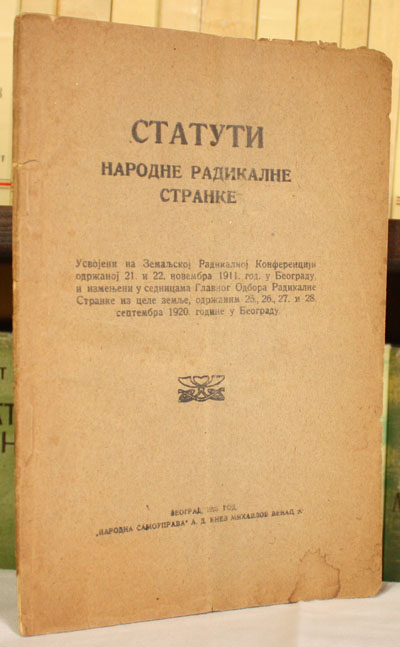 СТАТУТИ
НАРОДНЕ РАДИКАЛНЕ
СТРАНКЕ
Усвојени на Земаљској Радикалној Конференцији
одржаној 21. и 22. новембра 1911. год. у Београду,
и измењени у седницама Главног Одбора Радикалне
Странке из целе земље, одржаним 25., 26., 27. и 28.
септембра 1920. године у Београду.
БЕОГРАД, ГОД.
„НАРОДНА САМОУПРАВА" А. Д. КНЕЗ МИХАИЛОВ ВЕНАЦ